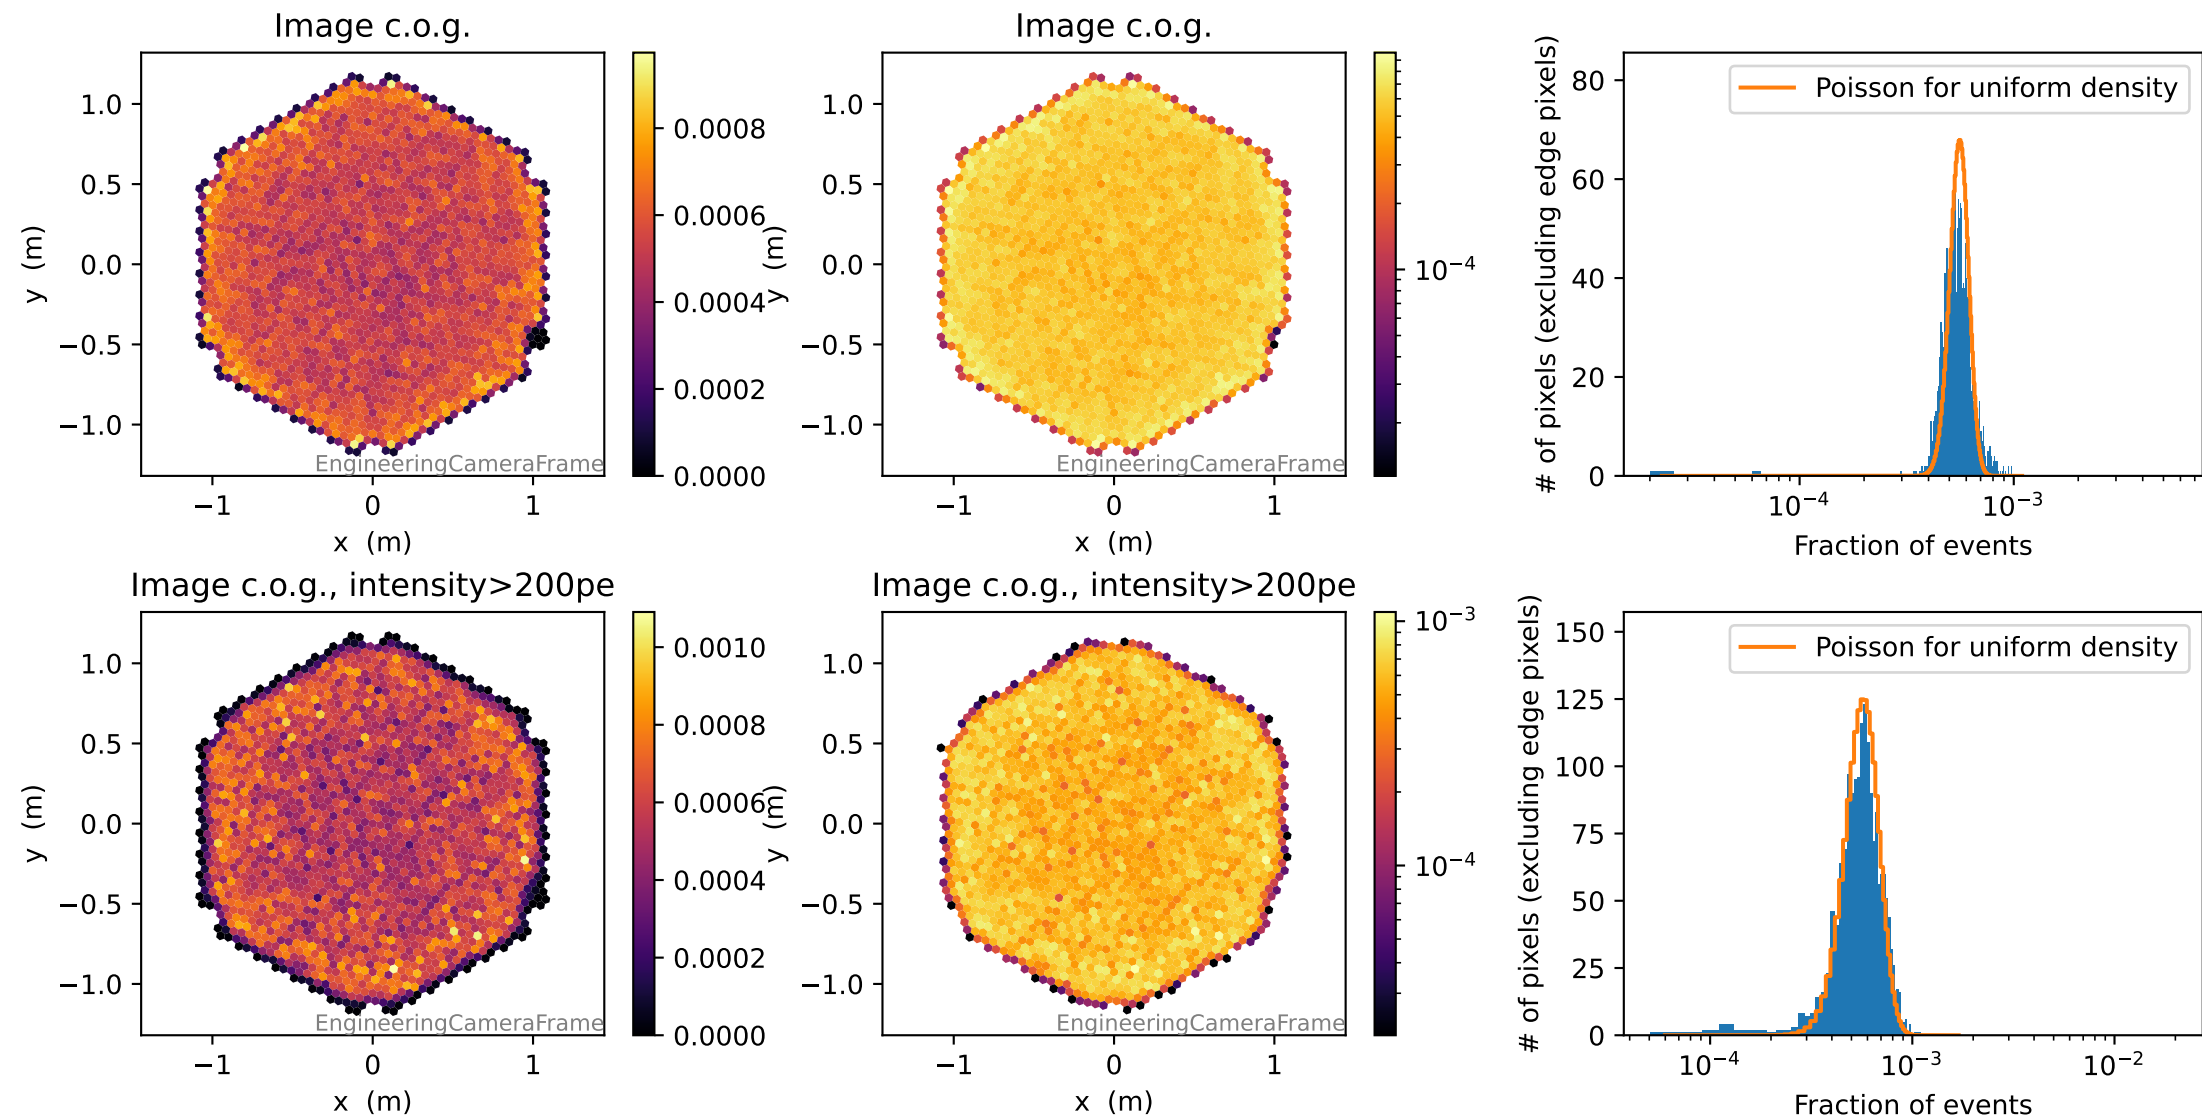 Image c.o.g.
y (m)
1.0
0.5
0.0
−0.5
−1.0
EngineeringCameraFrame
−1 0 1
x (m)
0.0008
0.0006
0.0004
0.0002
0.0000
Image c.o.g.
y (m)
1.0
0.5
0.0
−0.5
−1.0
EngineeringCameraFrame
−1 0 1
x (m)
10⁻⁴
# of pixels (excluding edge pixels)
80
60
40
20
0
Poisson for uniform density
10⁻⁴ 10⁻³
Fraction of events
Image c.o.g., intensity>200pe
y (m)
1.0
0.5
0.0
−0.5
−1.0
EngineeringCameraFrame
−1 0 1
x (m)
0.0010
0.0008
0.0006
0.0004
0.0002
0.0000
Image c.o.g., intensity>200pe
y (m)
1.0
0.5
0.0
−0.5
−1.0
EngineeringCameraFrame
−1 0 1
x (m)
10⁻³
10⁻⁴
# of pixels (excluding edge pixels)
150
125
100
75
50
25
0
Poisson for uniform density
10⁻⁴ 10⁻³ 10⁻²
Fraction of events